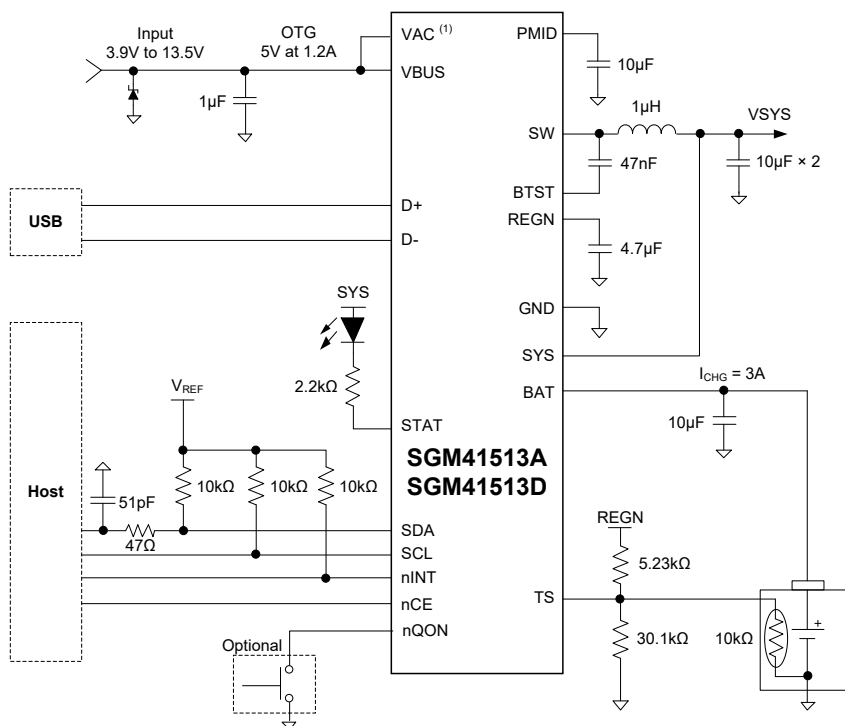 Input
3.9V to 13.5V
OTG
5V at 1.2A
1µF
VAC (1)
VBUS
PMID
10µF
1µH
VSYS
SW
47nF
10µF × 2
BTST
REGN
4.7µF
USB
D+
D-
GND
SYS
SYS
2.2kΩ
STAT
BAT
I_CHG = 3A
10µF
V_REF
SGM41513A
SGM41513D
Host
51pF
47Ω
10kΩ
10kΩ
10kΩ
SDA
SCL
nINT
nCE
nQON
Optional
REGN
5.23kΩ
TS
30.1kΩ
10kΩ
+